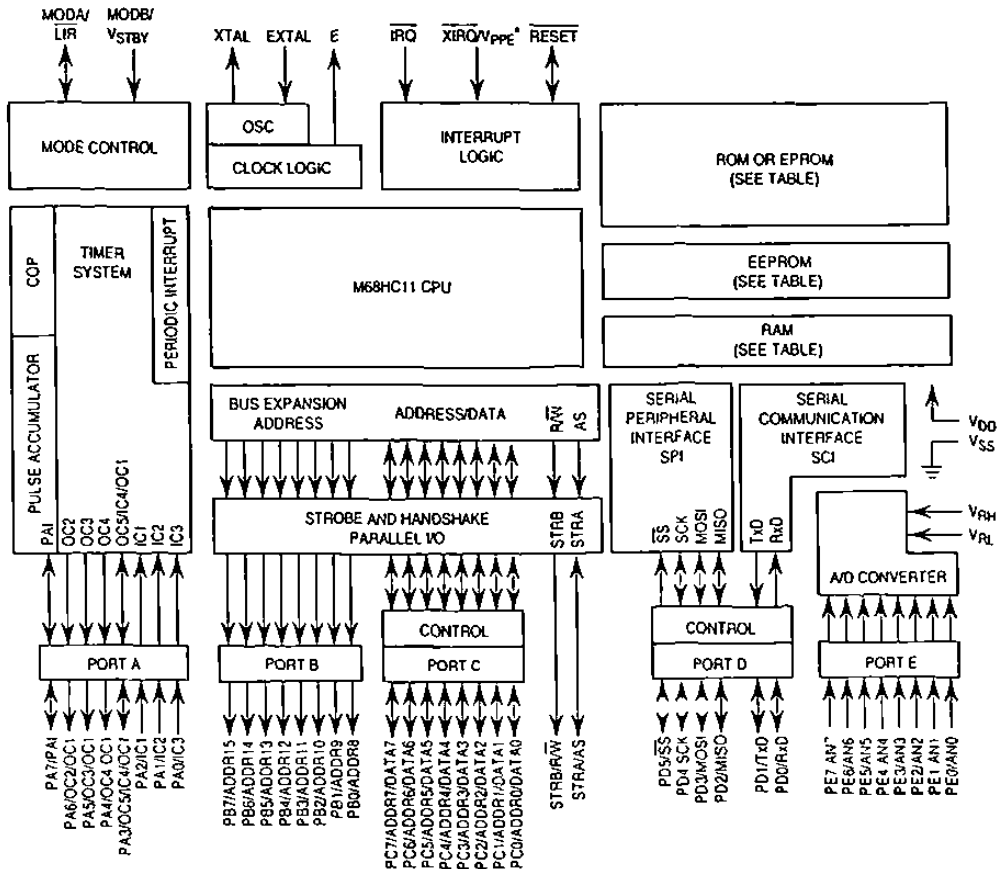 MODA/
LIR
MODB/
VSTBY
XTAL
EXTAL
E
IRQ
XIRQ/VPPE*
RESET
MODE CONTROL
OSC
CLOCK LOGIC
INTERRUPT
LOGIC
ROM OR EPROM
(SEE TABLE)
COP
TIMER
SYSTEM
PERIODIC INTERRUPT
M68HC11 CPU
EEPROM
(SEE TABLE)
RAM
(SEE TABLE)
PULSE ACCUMULATOR
BUS EXPANSION
ADDRESS
ADDRESS/DATA
R/W
AS
SERIAL
PERIPHERAL
INTERFACE
SPI
SERIAL
COMMUNICATION
INTERFACE
SCI
VDD
VSS
PAI
OC2
OC3
OC4
OC5/IC4/OC1
IC1
IC2
IC3
STROBE AND HANDSHAKE
PARALLEL I/O
STRB
STRA
SS
SCK
MOSI
MISO
TxD
RxD
VRH
VRL
A/D CONVERTER
CONTROL
CONTROL
PORT A
PORT B
PORT C
PORT D
PORT E
PA7/PAI
PA6/OC2/OC1
PA5/OC3/OC1
PA4/OC4 OC1
PA3/OC5/IC4/OC1
PA2/IC1
PA1/IC2
PA0/IC3
PB7/ADDR15
PB6/ADDR14
PB5/ADDR13
PB4/ADDR12
PB3/ADDR11
PB2/ADDR10
PB1/ADDR9
PB0/ADDR8
PC7/ADDR7/DATA7
PC6/ADDR6/DATA6
PC5/ADDR5/DATA5
PC4/ADDR4/DATA4
PC3/ADDR3/DATA3
PC2/ADDR2/DATA2
PC1/ADDR1/DATA1
PC0/ADDR0/DATA0
STRB/R/W
STRA/AS
PD5/SS
PD4 SCK
PD3/MOSI
PD2/MISO
PD1/TxD
PD0/RxD
PE7 AN7
PE6/AN6
PE5/AN5
PE4 AN4
PE3/AN3
PE2/AN2
PE1 AN1
PE0/AN0